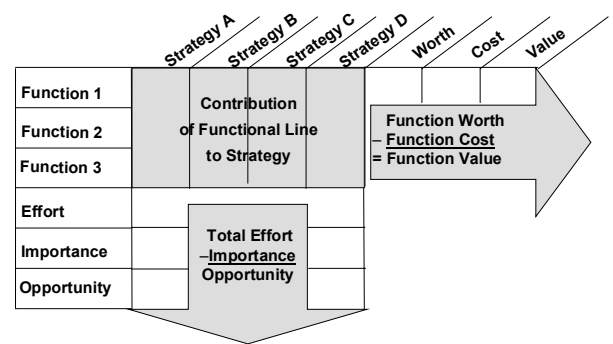 Strategy A
Strategy B
Strategy C
Strategy D
Worth
Cost
Value
Function 1
Function 2
Function 3
Contribution
of Functional Line
to Strategy
Function Worth
– Function Cost
= Function Value
Effort
Importance
Opportunity
Total Effort
–Importance
Opportunity